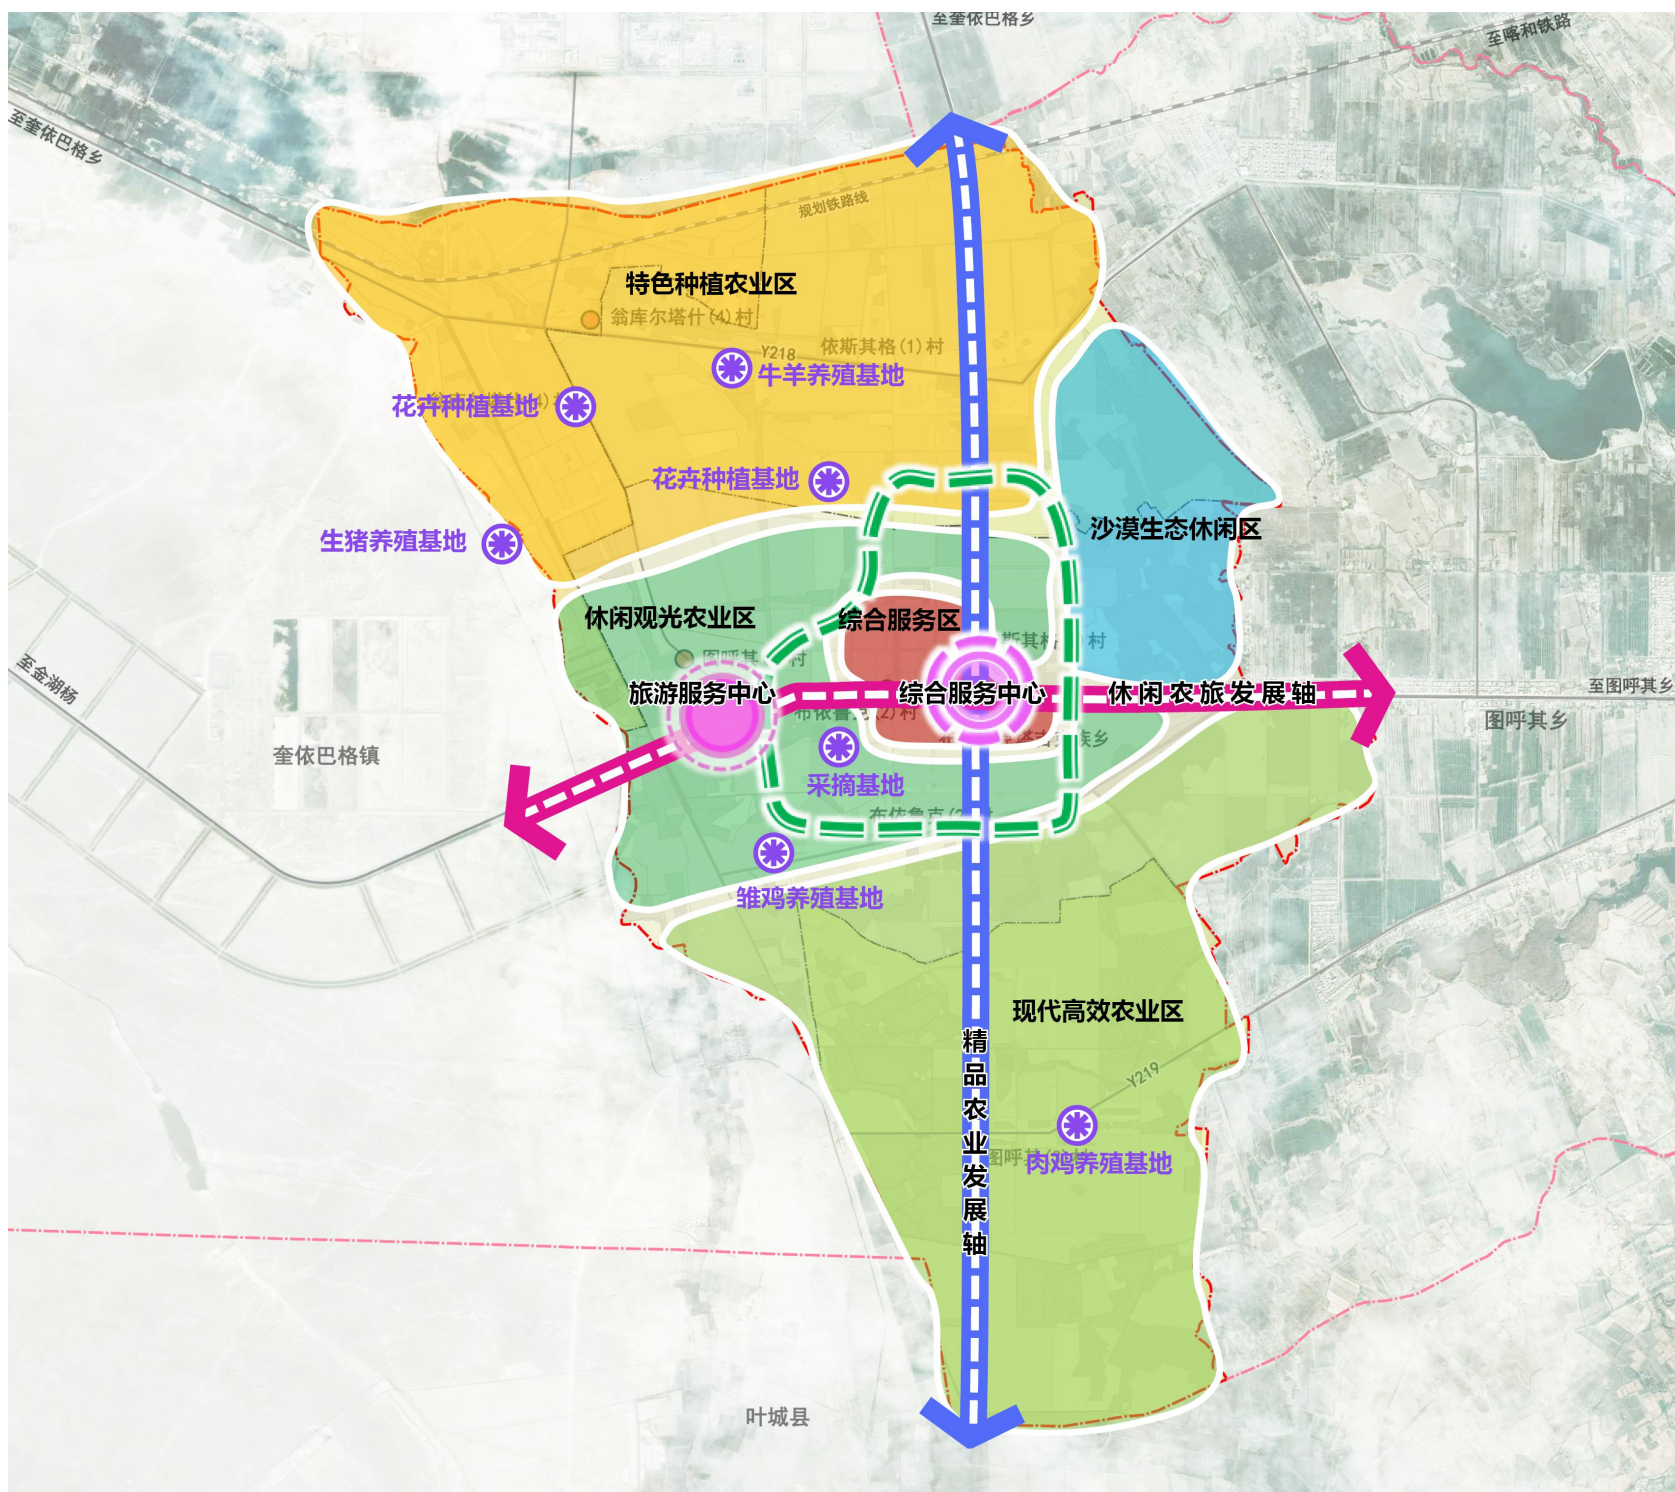 至奎依巴格乡
至喀和铁路
至奎依巴格乡
规划铁路线
特色种植农业区
翁库尔塔什(4)村
Y218
依斯其格(1)村
牛羊养殖基地
花卉种植基地
花卉种植基地
生猪养殖基地
沙漠生态休闲区
休闲观光农业区
综合服务区
至金湖杨
旅游服务中心
综合服务中心
休闲农旅发展轴
至图呼其乡
图呼其乡
奎依巴格镇
采摘基地
雏鸡养殖基地
现代高效农业区
精品农业发展轴
Y219
肉鸡养殖基地
叶城县